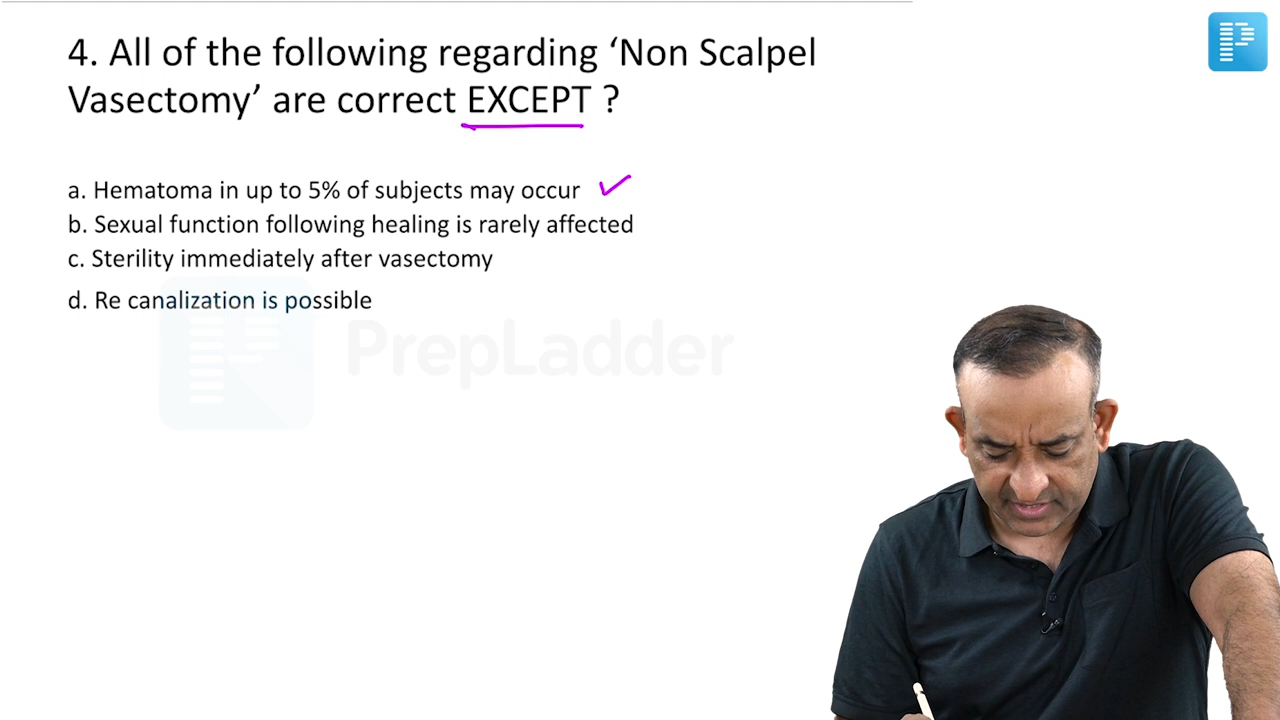 4. All of the following regarding ‘Non Scalpel
Vasectomy’ are correct EXCEPT ?
a. Hematoma in up to 5% of subjects may occur
b. Sexual function following healing is rarely affected
c. Sterility immediately after vasectomy
d. Re canalization is possible
PrepLadder